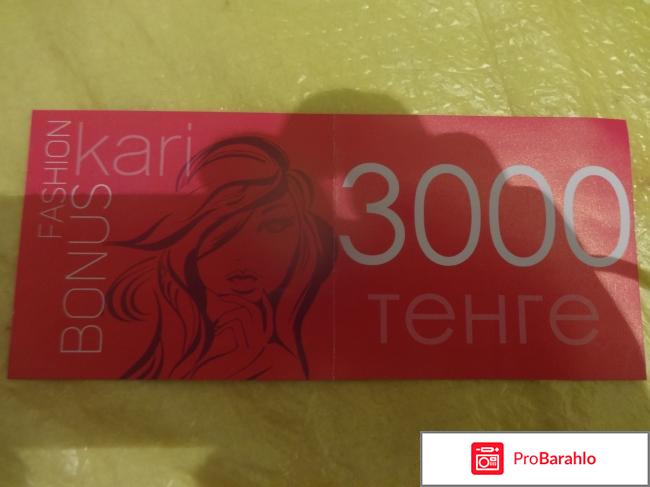 FASHION
BONUS
kari
3000
тенге
ProBarahlo